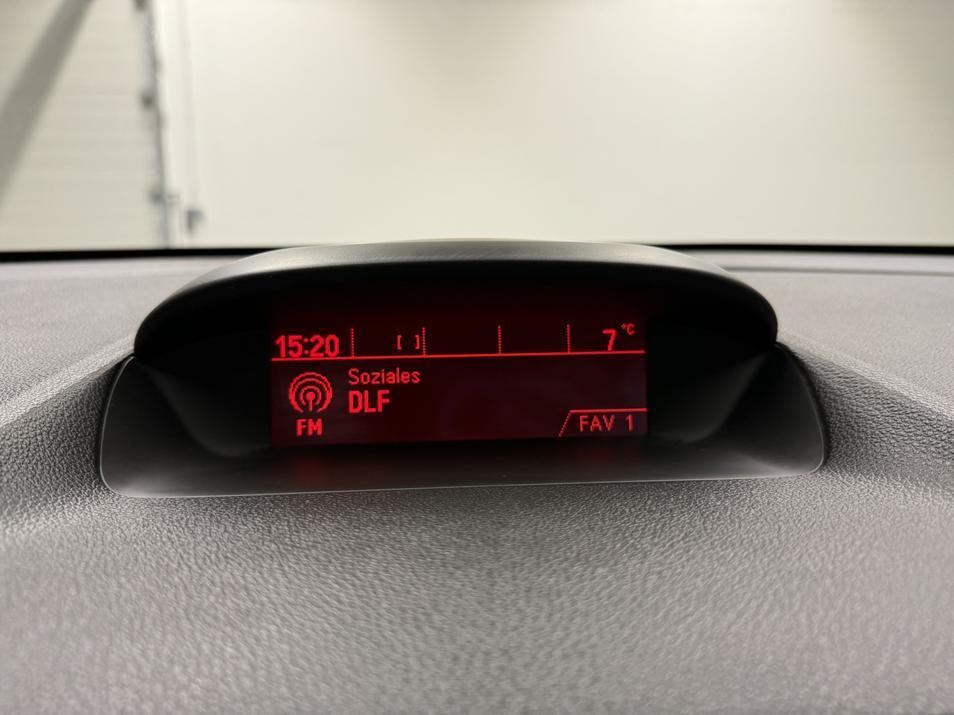 15:20 [ ] 7 °C
Soziales
DLF
FM
FAV 1